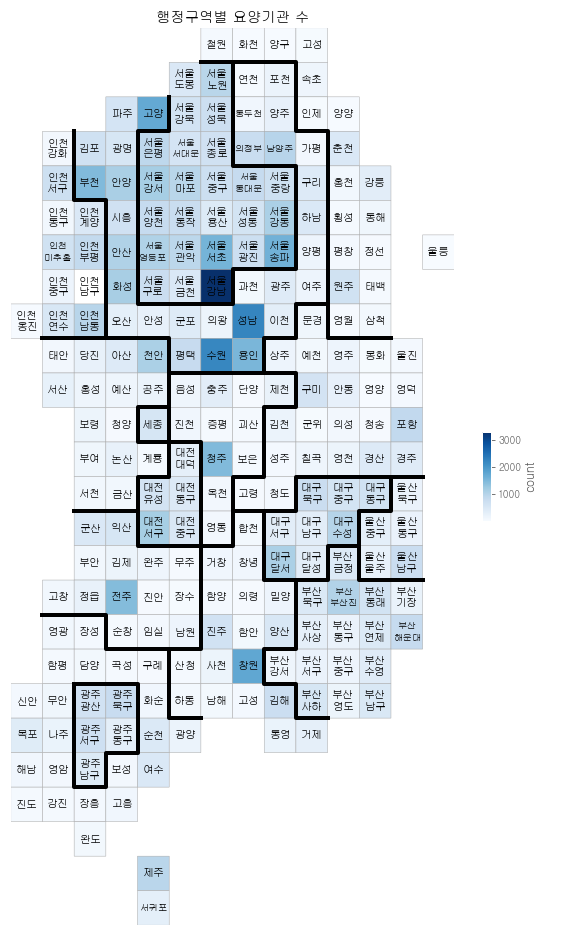 행정구역별 요양기관 수
철원 화천 양구 고성
서울 도봉 서울 노원 연천 포천 속초
파주 고양 서울 강북 서울 성북 동두천 양주 인제 양양
인천 강화 김포 광명 서울 은평 서울 서대문 서울 종로 의정부 남양주 가평 춘천
인천 서구 부천 안양 서울 강서 서울 마포 서울 중구 서울 동대문 서울 중랑 구리 홍천 강릉
인천 동구 인천 계양 시흥 서울 양천 서울 동작 서울 용산 서울 성동 서울 강동 하남 횡성 동해
인천 미추홀 인천 부평 안산 서울 영등포 서울 관악 서울 서초 서울 광진 서울 송파 양평 평창 정선 울릉
인천 중구 인천 남구 화성 서울 구로 서울 금천 서울 강남 과천 광주 여주 원주 태백
인천 옹진 인천 연수 인천 남동 오산 안성 군포 의왕 성남 이천 문경 영월 삼척
태안 당진 아산 천안 평택 수원 용인 상주 예천 영주 봉화 울진
서산 홍성 예산 공주 음성 충주 단양 제천 구미 안동 영양 영덕
보령 청양 세종 진천 증평 괴산 김천 군위 의성 청송 포항
부여 논산 계룡 대전 대덕 청주 보은 성주 칠곡 영천 경산 경주
서천 금산 대전 유성 대전 동구 옥천 고령 청도 대구 북구 대구 중구 대구 동구 울산 북구
군산 익산 대전 서구 대전 중구 영동 합천 대구 서구 대구 남구 대구 수성 울산 중구 울산 동구
부안 김제 완주 무주 거창 창녕 대구 달서 대구 달성 부산 금정 울산 울주 울산 남구
고창 정읍 전주 진안 장수 함양 의령 밀양 부산 북구 부산 부산진 부산 동래 부산 기장
영광 장성 순창 임실 남원 진주 함안 양산 부산 사상 부산 동구 부산 연제 부산 해운대
함평 담양 곡성 구례 산청 사천 창원 부산 강서 부산 서구 부산 중구 부산 수영
신안 무안 광주 광산 광주 북구 화순 하동 남해 고성 김해 부산 사하 부산 영도 부산 남구
목포 나주 광주 서구 광주 동구 순천 광양 통영 거제
해남 영암 광주 남구 보성 여수
진도 강진 장흥 고흥
완도
제주
서귀포
3000
2000
1000
count